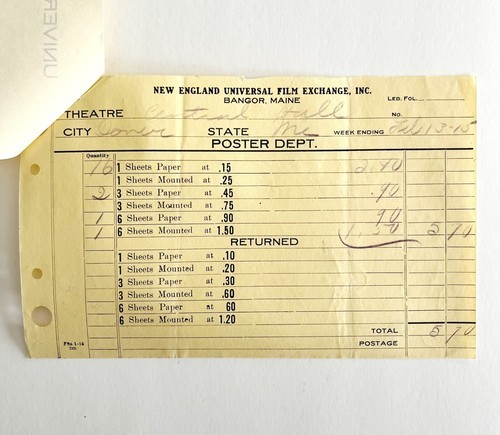 UNIVER
NEW ENGLAND UNIVERSAL FILM EXCHANGE, INC.
BANGOR, MAINE
LED. FOL.
THEATRE Central Hall No.
CITY Dover STATE Me WEEK ENDING Feb 13-15
POSTER DEPT.
Quantity
16 1 Sheets Paper at .15 2.40
1 Sheets Mounted at .25
2 3 Sheets Paper at .45 .90
3 Sheets Mounted at .75
1 6 Sheets Paper at .90 90
1 6 Sheets Mounted at 1.50 1.50 5 70
RETURNED
1 Sheets Paper at .10
1 Sheets Mounted at .20
3 Sheets Paper at .30
3 Sheets Mounted at .60
6 Sheets Paper at 60
6 Sheets Mounted at 1.20
TOTAL 5 70
POSTAGE